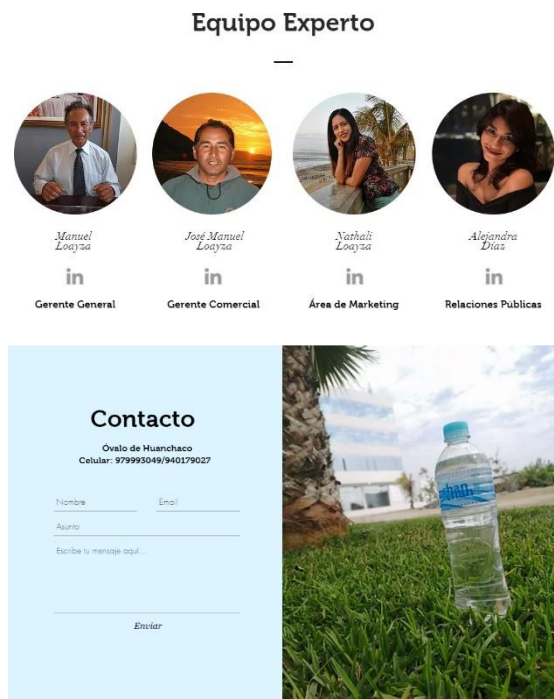 Equipo Experto
Manuel
Loayza
José Manuel
Loayza
Nathali
Loayza
Alejandra
Díaz
in
in
in
in
Gerente General
Gerente Comercial
Área de Marketing
Relaciones Públicas
Contacto
Óvalo de Huanchaco
Celular: 979993049/940179027
Nombre
Email
Asunto
Escribe tu mensaje aquí...
Enviar